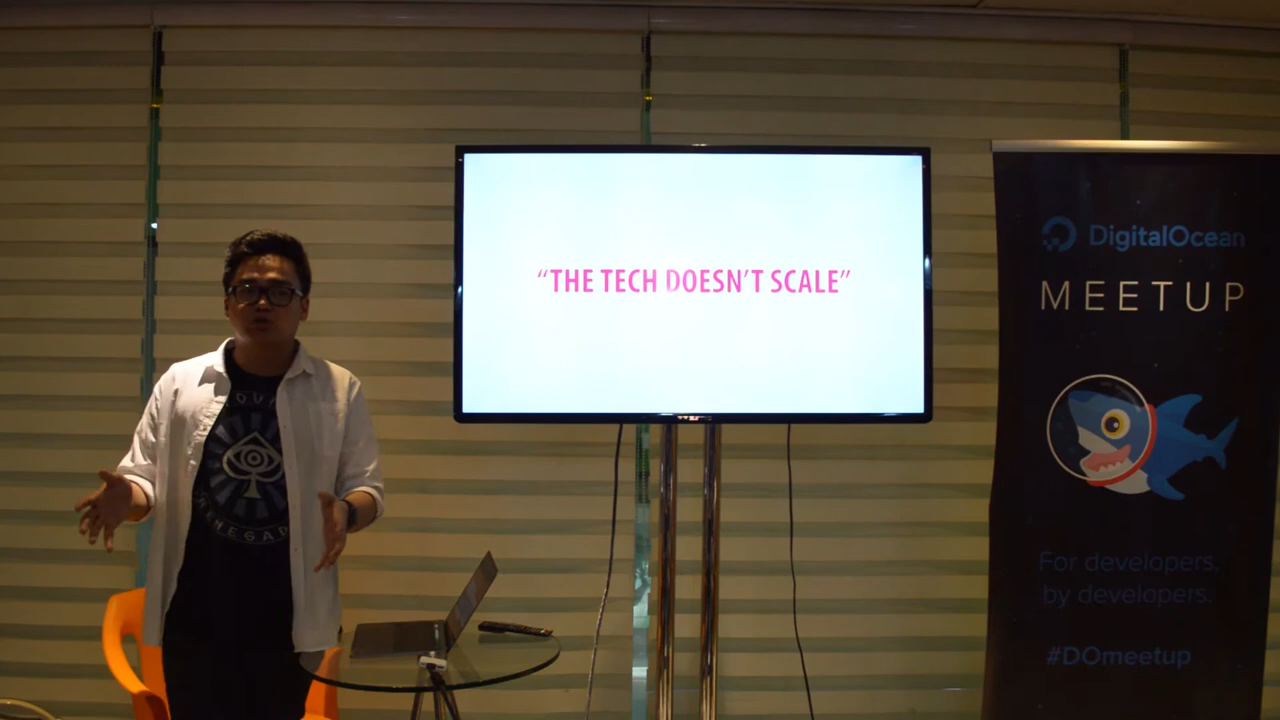 “THE TECH DOESN’T SCALE”
DigitalOcean
MEETUP
For developers,
by developers.
#DOmeetup